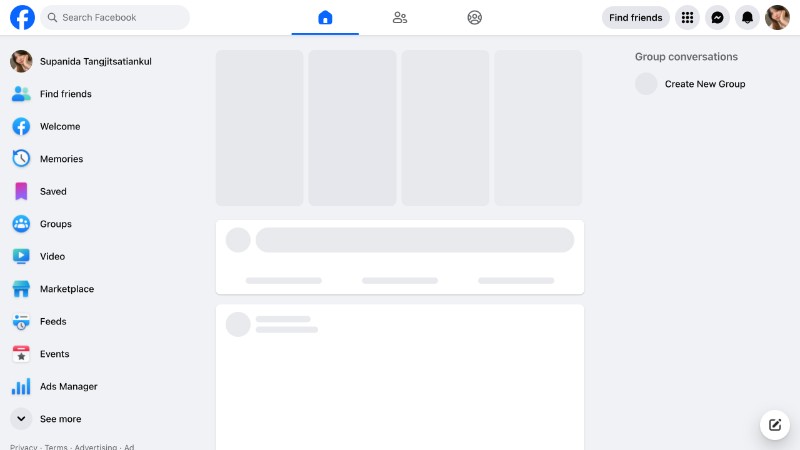 Search Facebook
Find friends
Supanida Tangjitsatiankul
Find friends
Welcome
Memories
Saved
Groups
Video
Marketplace
Feeds
Events
Ads Manager
See more
Privacy · Terms · Advertising · Ad
Group conversations
Create New Group